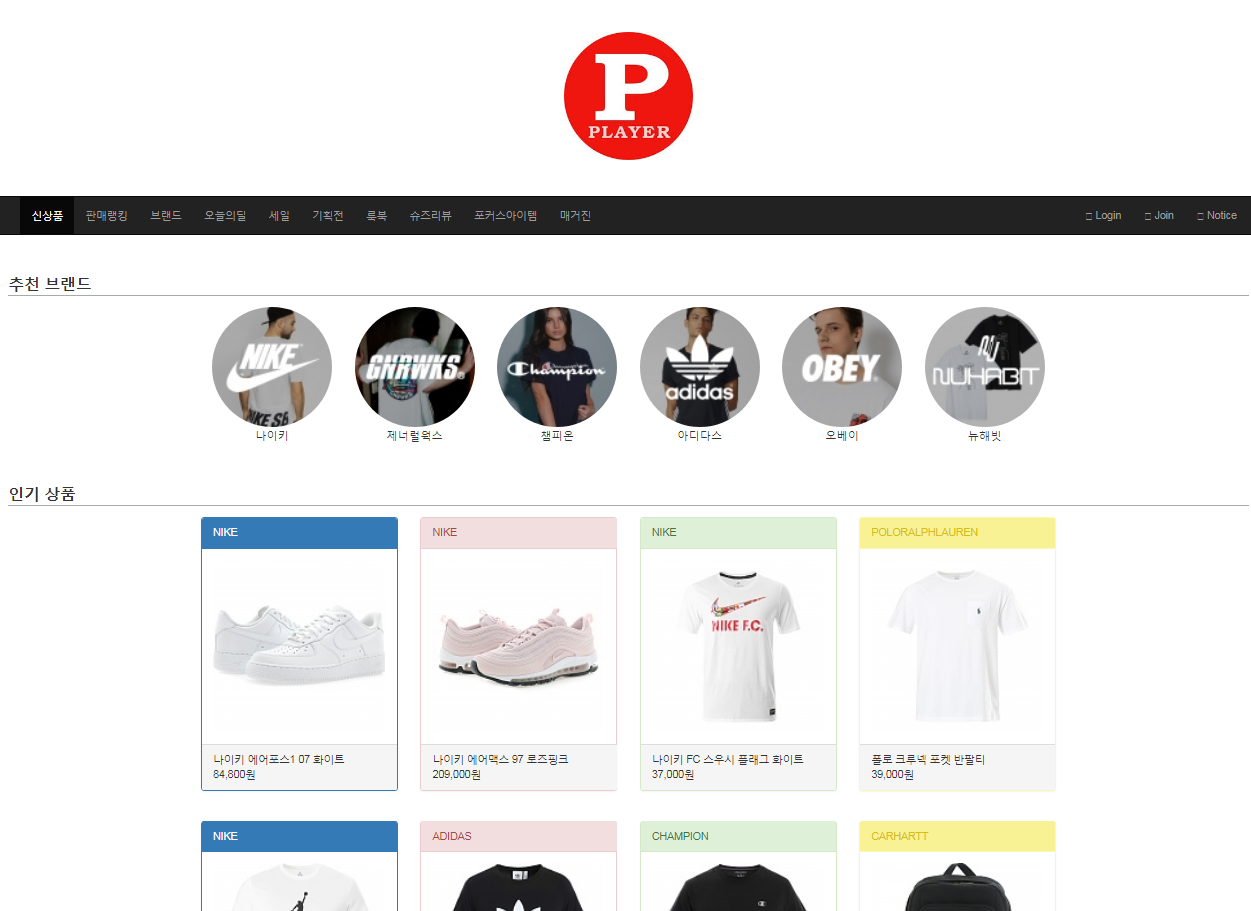 P
PLAYER
신상품 판매랭킹 브랜드 오늘의딜 세일 기획전 룩북 슈즈리뷰 포커스아이템 매거진 Login Join Notice
추천 브랜드
NIKE
NIKE SB
GNRWKS
Champion
adidas
OBEY
NUHABIT
나이키 제너럴웍스 챔피온 아디다스 오베이 뉴해빗
인기 상품
NIKE NIKE NIKE POLORALPHLAUREN
NIKE F.C.
나이키 에어포스1 07 화이트
84,800원
나이키 에어맥스 97 로즈핑크
209,000원
나이키 FC 스우시 플래그 화이트
37,000원
폴로 크루넥 포켓 반팔티
39,000원
NIKE ADIDAS CHAMPION CARHARTT